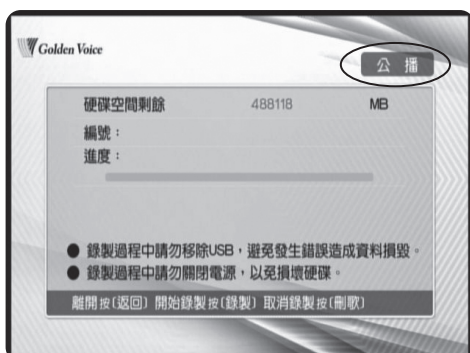 Golden Voice
公 播
硬碟空間剩餘 488118 MB
編號：
進度：
● 錄製過程中請勿移除USB，避免發生錯誤造成資料損毀。
● 錄製過程中請勿關閉電源，以免損壞硬碟。
離開按〔返回〕 開始錄製按〔錄製〕 取消錄製按〔刪歌〕